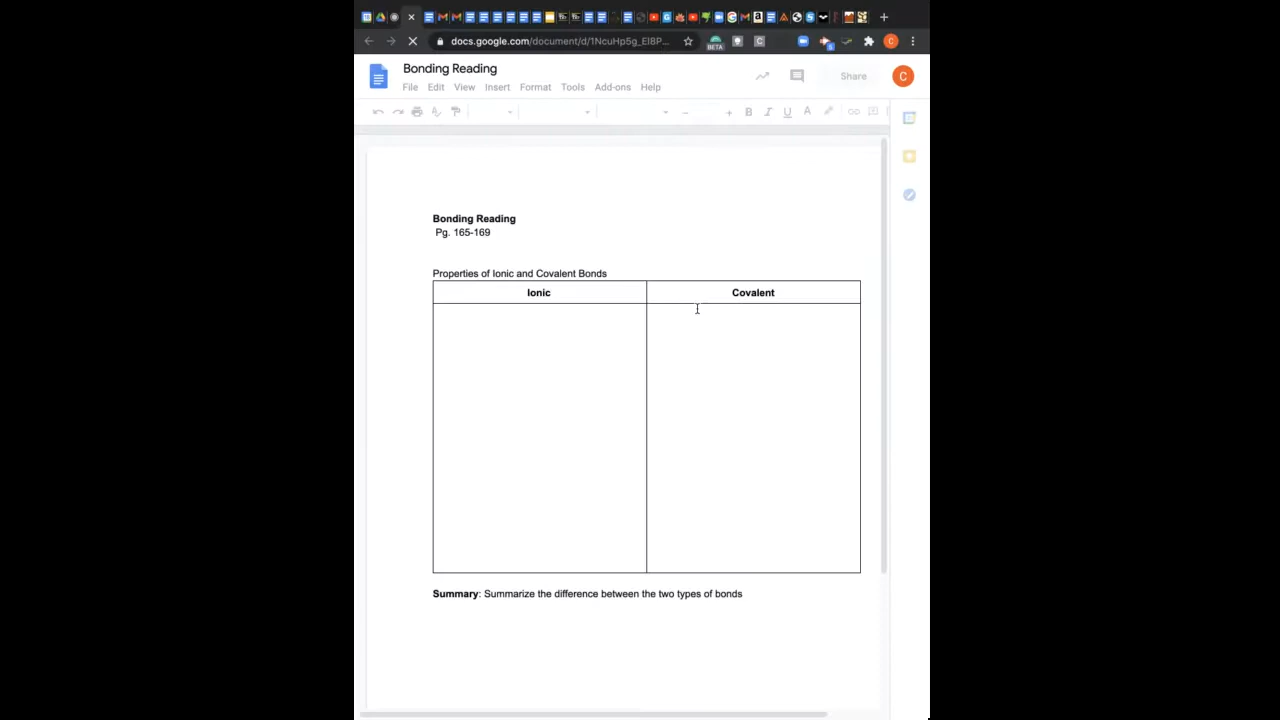 docs.google.com/document/d/1NcuHp5g_EI8P...
BETA
Bonding Reading
File Edit View Insert Format Tools Add-ons Help
Share
C
Bonding Reading
Pg. 165-169
Properties of Ionic and Covalent Bonds
Ionic Covalent
Summary: Summarize the difference between the two types of bonds